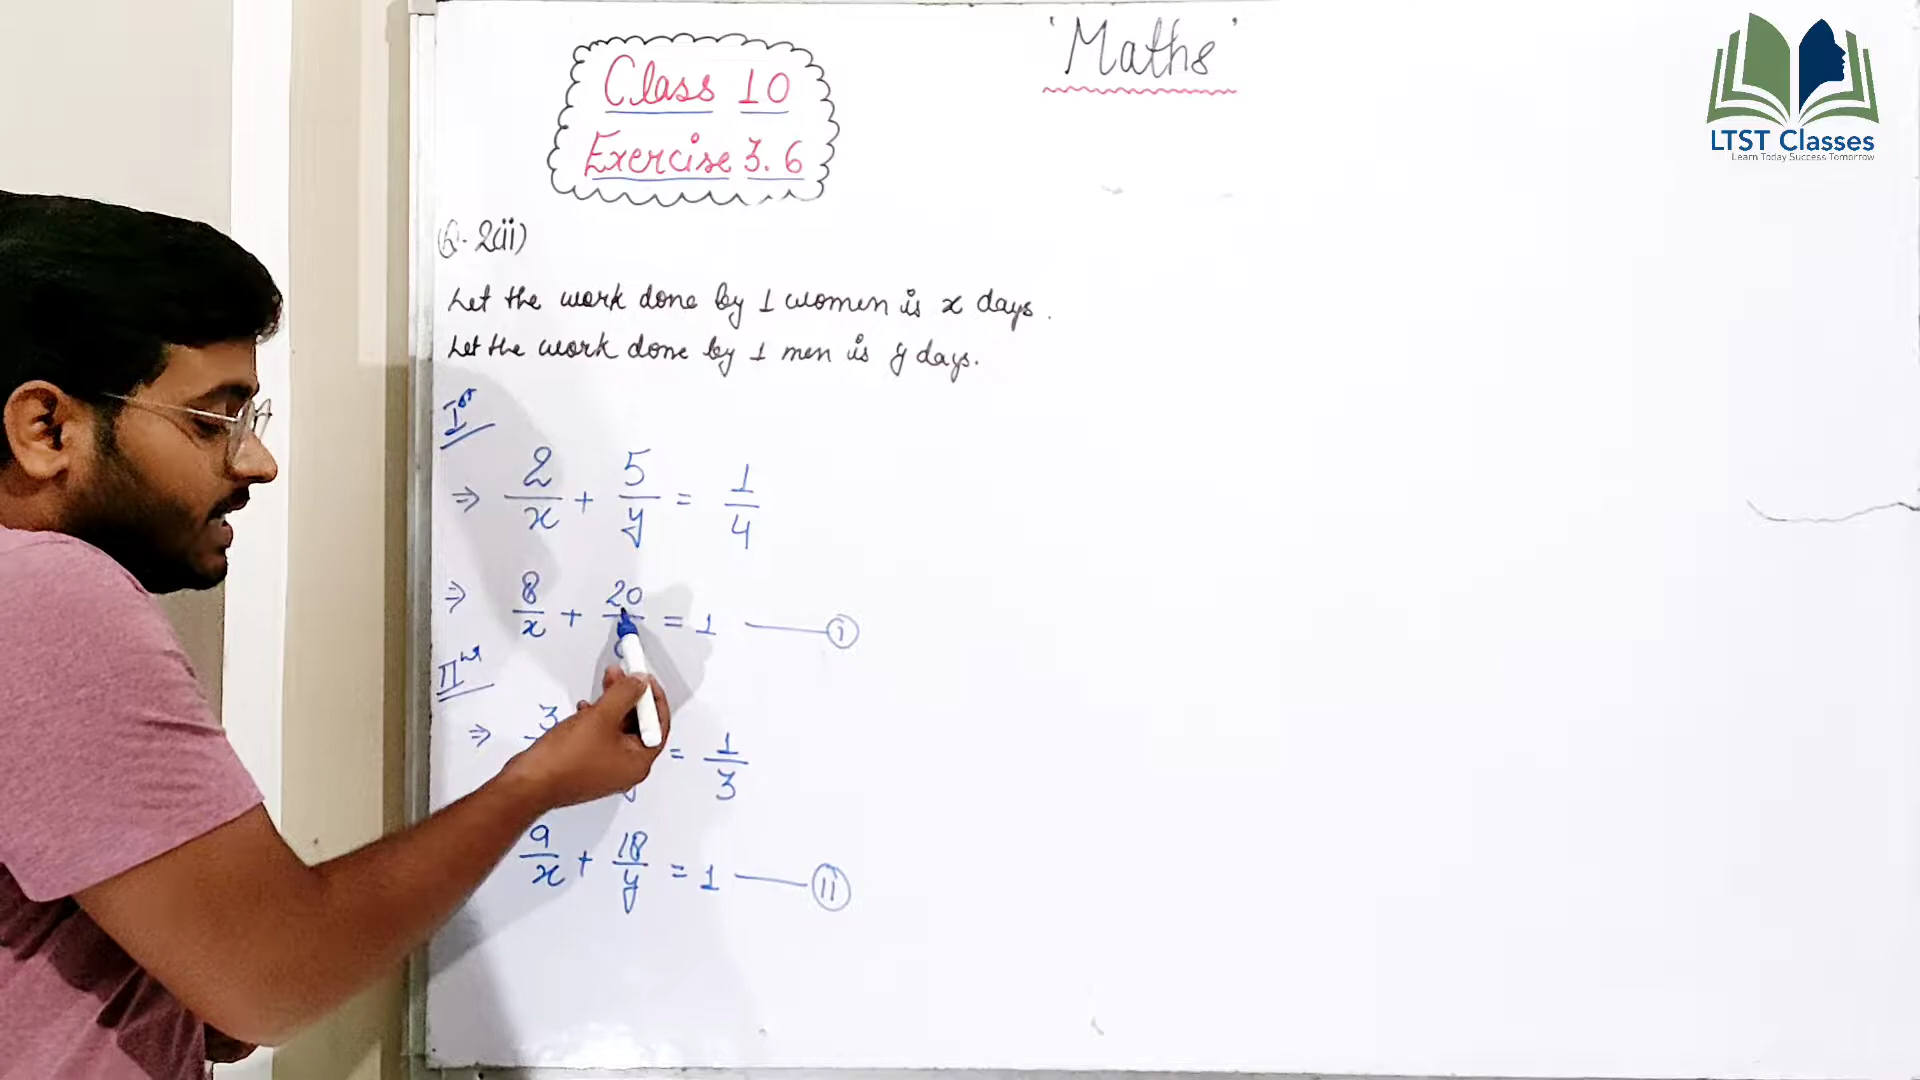 Class 10
Exercise 3.6
'Maths'
LTST Classes
Learn Today Success Tomorrow
Q. 2(ii)
Let the work done by 1 women is x days.
Let the work done by 1 men is y days.
Ist
⇒ 2/x + 5/y = 1/4
⇒ 8/x + 20/ = 1 — (i)
II
⇒ 3 = 1/3
9/x + 18/y = 1 — (ii)